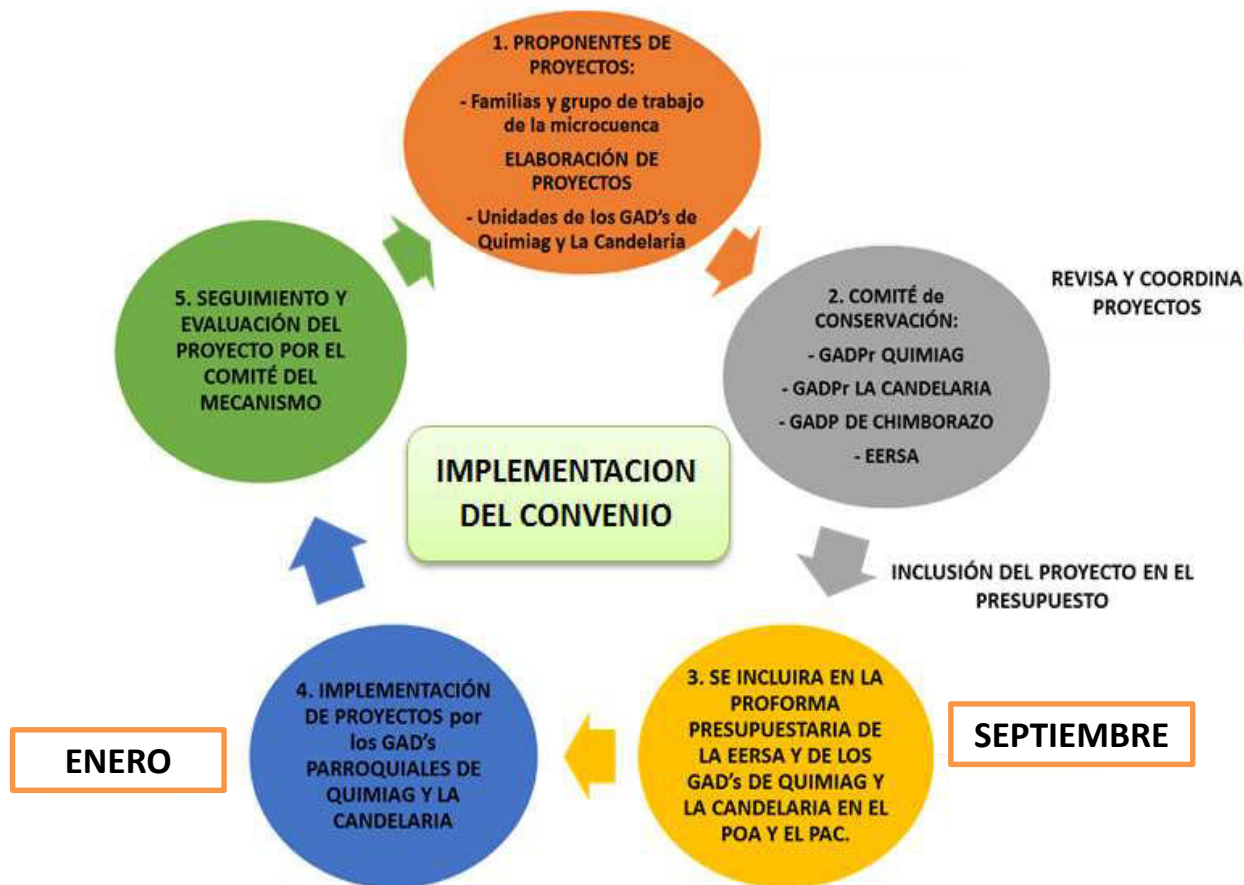 1. PROPONENTES DE
PROYECTOS:
- Familias y grupo de trabajo
de la microcuenca
ELABORACIÓN DE
PROYECTOS
- Unidades de los GAD's de
Quimiag y La Candelaria
2. COMITÉ de
CONSERVACIÓN:
- GADPr QUIMIAG
- GADPr LA CANDELARIA
- GADP DE CHIMBORAZO
- EERSA
REVISA Y COORDINA
PROYECTOS
INCLUSIÓN DEL PROYECTO EN EL
PRESUPUESTO
3. SE INCLUIRA EN LA
PROFORMA
PRESUPUESTARIA DE
LA EERSA Y DE LOS
GAD's DE QUIMIAG Y
LA CANDELARIA EN EL
POA Y EL PAC.
SEPTIEMBRE
4. IMPLEMENTACIÓN
DE PROYECTOS por
los GAD's
PARROQUIALES DE
QUIMIAG Y LA
CANDELARIA
ENERO
5. SEGUIMIENTO Y
EVALUACIÓN DEL
PROYECTO POR EL
COMITÉ DEL
MECANISMO
IMPLEMENTACION
DEL CONVENIO